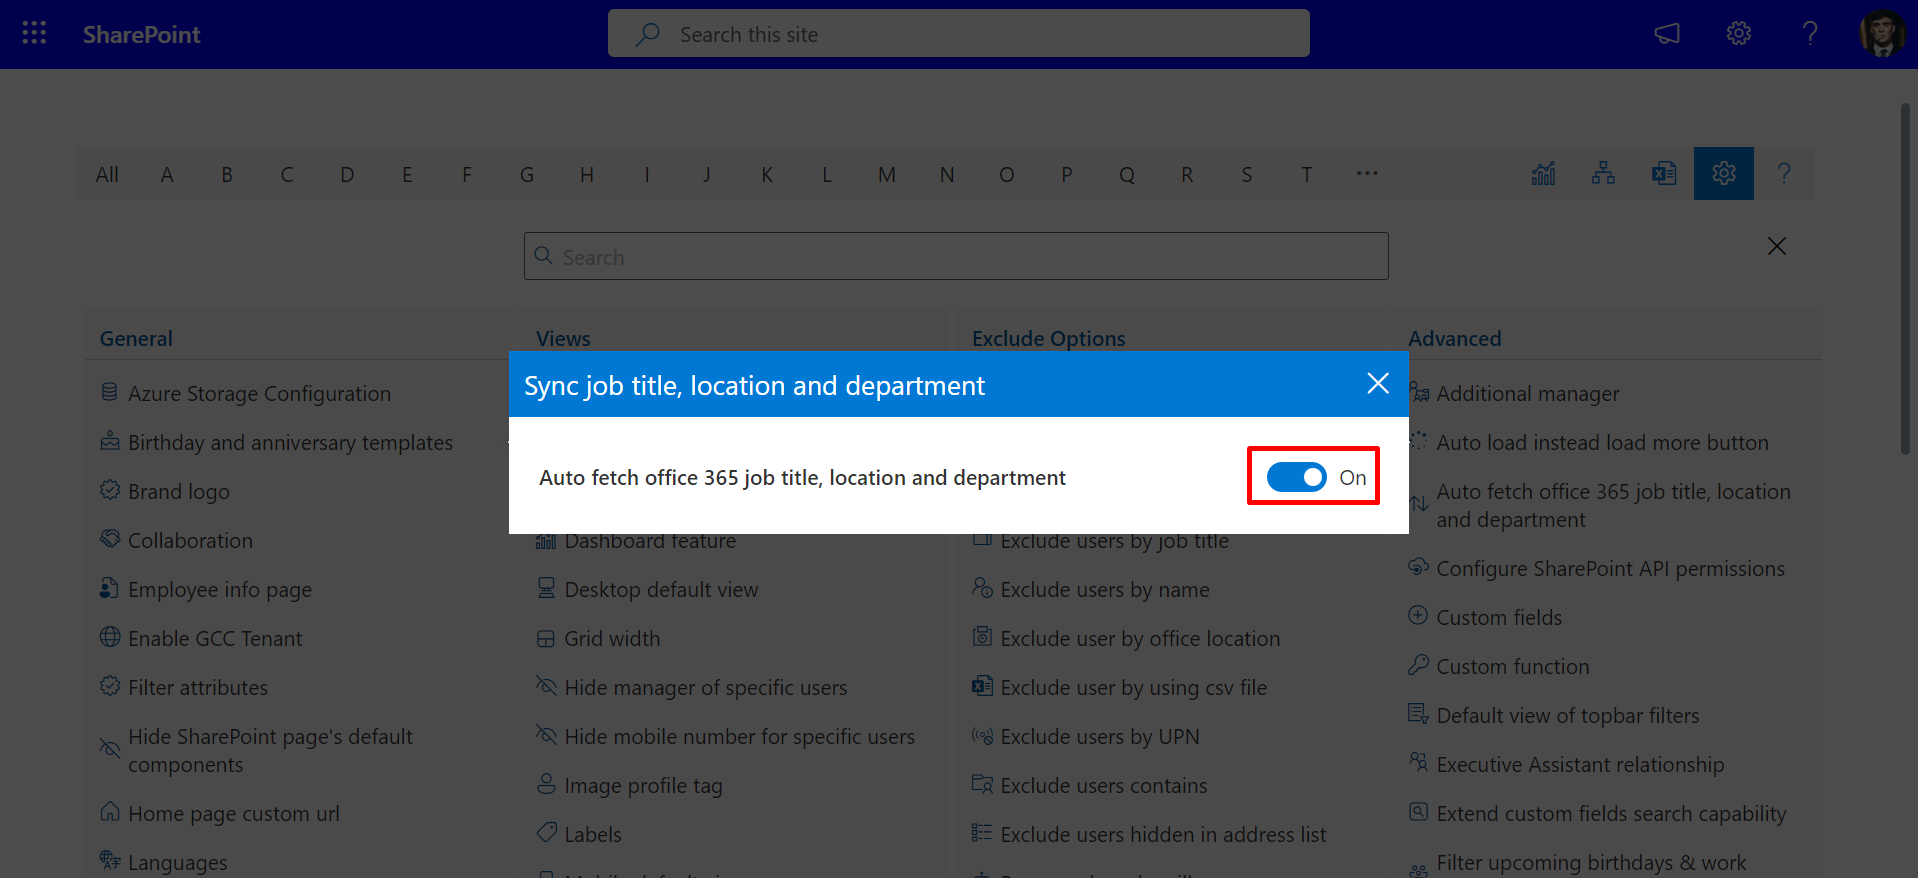 SharePoint
Search this site
All A B C D E F G H I J K L M N O P Q R S T ...
Search
General
Views
Exclude Options
Advanced
Sync job title, location and department
Auto fetch office 365 job title, location and department
On
Azure Storage Configuration
Birthday and anniversary templates
Brand logo
Collaboration
Employee info page
Enable GCC Tenant
Filter attributes
Hide SharePoint page's default
components
Home page custom url
Languages
Dashboard feature
Desktop default view
Grid width
Hide manager of specific users
Hide mobile number for specific users
Image profile tag
Labels
Exclude users by job title
Exclude users by name
Exclude user by office location
Exclude user by using csv file
Exclude users by UPN
Exclude users contains
Exclude users hidden in address list
Additional manager
Auto load instead load more button
Auto fetch office 365 job title, location
and department
Configure SharePoint API permissions
Custom fields
Custom function
Default view of topbar filters
Executive Assistant relationship
Extend custom fields search capability
Filter upcoming birthdays & work